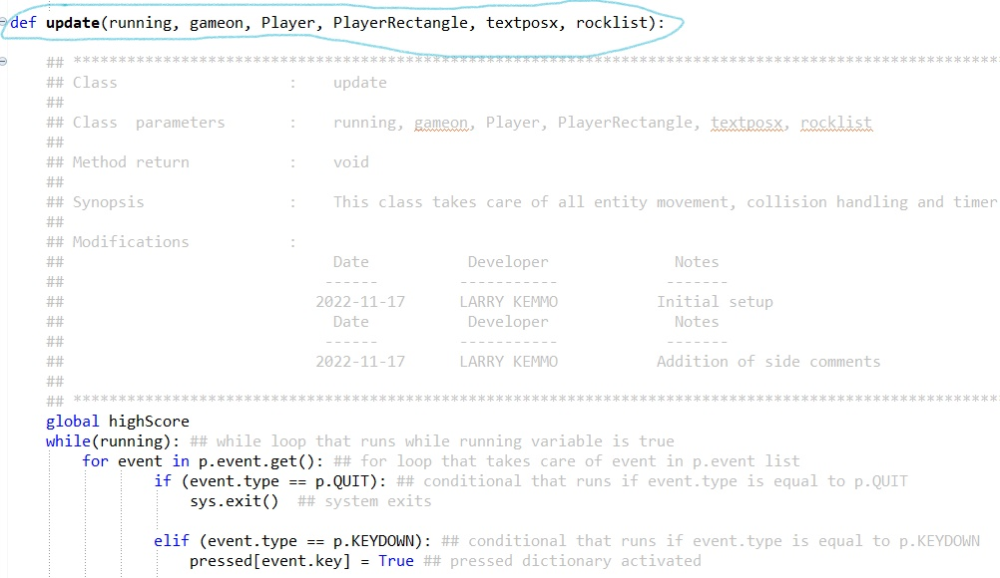 def update(running, gameon, Player, PlayerRectangle, textposx, rocklist):
## *******************************************************************************************************
## Class : update
##
## Class parameters : running, gameon, Player, PlayerRectangle, textposx, rocklist
##
## Method return : void
##
## Synopsis : This class takes care of all entity movement, collision handling and timer
##
## Modifications :
## Date Developer Notes
## ------ ----------- -------
## 2022-11-17 LARRY KEMMO Initial setup
## Date Developer Notes
## ------ ----------- -------
## 2022-11-17 LARRY KEMMO Addition of side comments
##
## *******************************************************************************************************
global highScore
while(running): ## while loop that runs while running variable is true
for event in p.event.get(): ## for loop that takes care of event in p.event list
if (event.type == p.QUIT): ## conditional that runs if event.type is equal to p.QUIT
sys.exit() ## system exits
elif (event.type == p.KEYDOWN): ## conditional that runs if event.type is equal to p.KEYDOWN
pressed[event.key] = True ## pressed dictionary activated